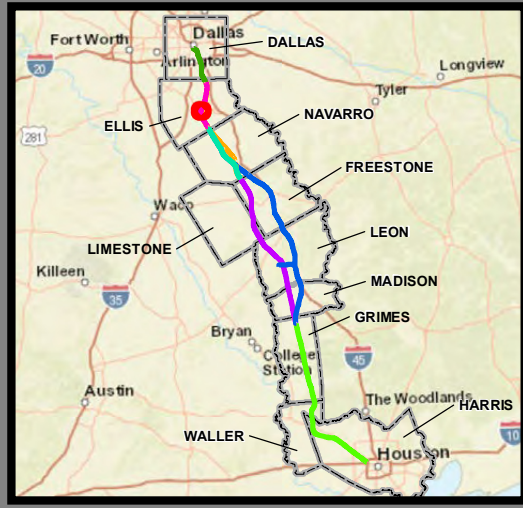 Dallas
DALLAS
Fort Worth
Arlington
20
Longview
Tyler
NAVARRO
ELLIS
281
FREESTONE
Waco
LEON
LIMESTONE
Killeen
MADISON
35
GRIMES
Bryan
College
Station
45
Austin
The Woodlands
HARRIS
WALLER
10
Houston